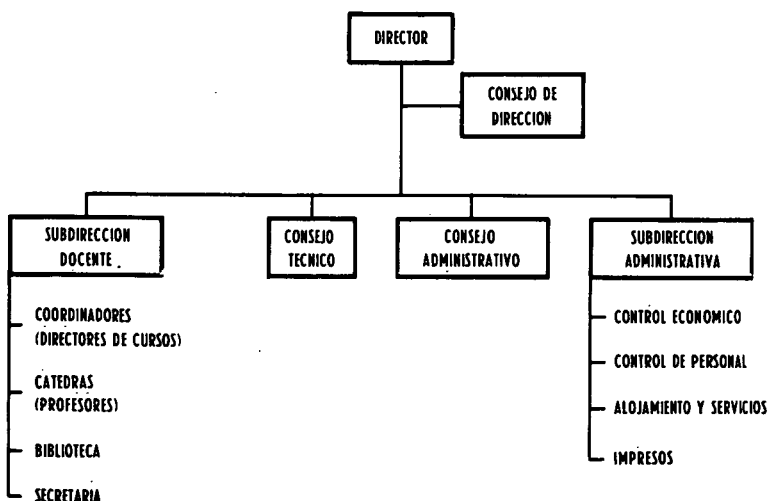 DIRECTOR
CONSEJO DE
DIRECCION
SUBDIRECCION
DOCENTE
CONSEJO
TECNICO
CONSEJO
ADMINISTRATIVO
SUBDIRECCION
ADMINISTRATIVA
COORDINADORES
(DIRECTORES DE CURSOS)
CATEDRAS
(PROFESORES)
BIBLIOTECA
SECRETARIA
CONTROL ECONOMICO
CONTROL DE PERSONAL
ALOJAMIENTO Y SERVICIOS
IMPRESOS